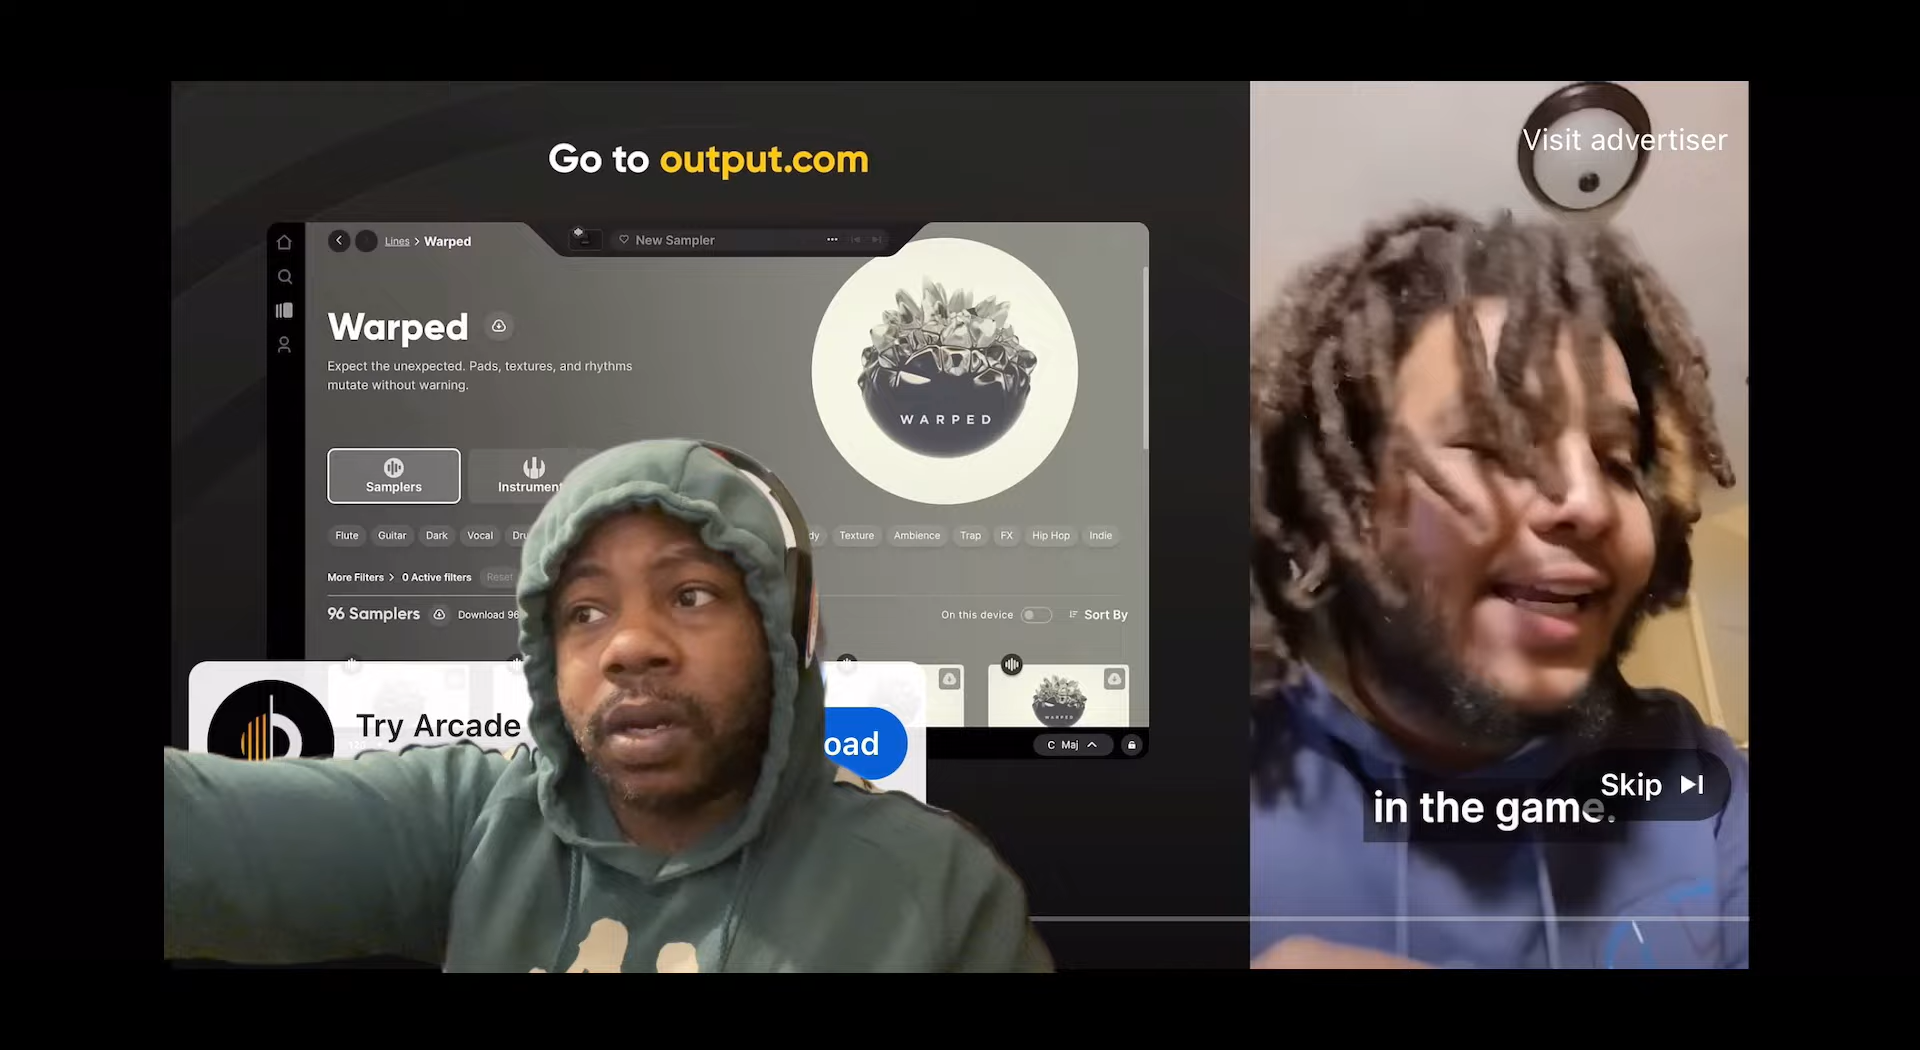 Go to output.com
Visit advertiser
Lines > Warped
New Sampler
Warped
Expect the unexpected. Pads, textures, and rhythms
mutate without warning.
WARPED
Samplers
Instrument
Flute Guitar Dark Vocal Texture Ambience Trap FX Hip Hop Indie
More Filters > 0 Active filters Reset
96 Samplers Download 96 On this device Sort By
WARPED
Try Arcade
oad
C Maj
Skip
in the game.